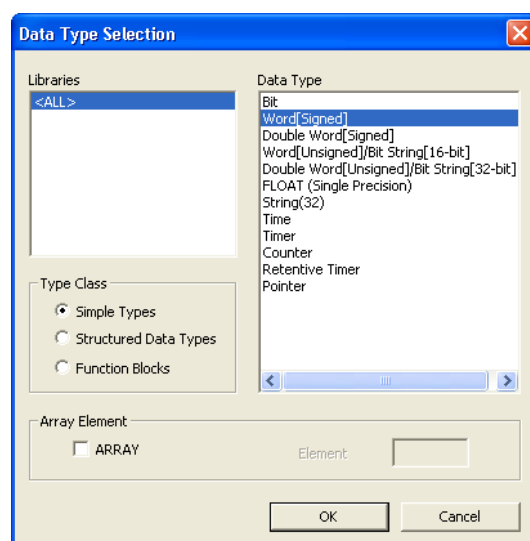 Data Type Selection
Libraries
<ALL>
Data Type
Bit
Word[Signed]
Double Word[Signed]
Word[Unsigned]/Bit String[16-bit]
Double Word[Unsigned]/Bit String[32-bit]
FLOAT (Single Precision)
String(32)
Time
Timer
Counter
Retentive Timer
Pointer
Type Class
Simple Types
Structured Data Types
Function Blocks
Array Element
ARRAY
Element
OK
Cancel